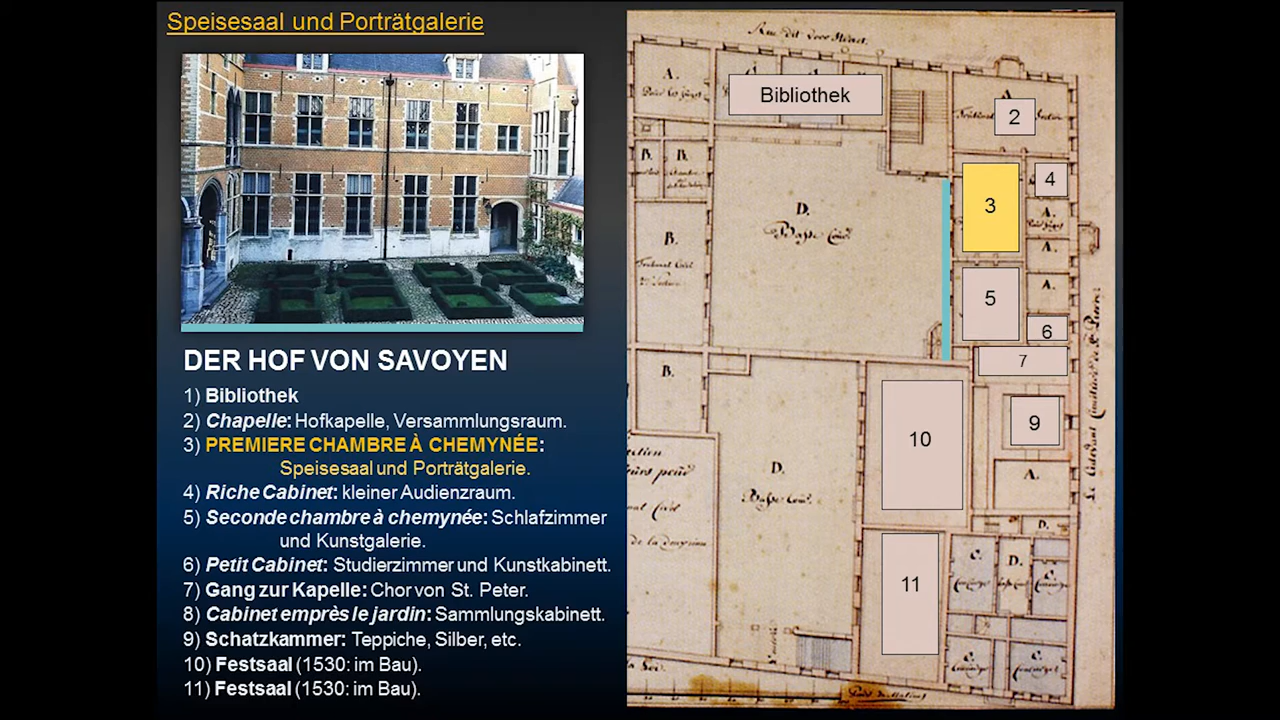 Speisesaal und Porträtgalerie
DER HOF VON SAVOYEN
1) Bibliothek
2) Chapelle: Hofkapelle, Versammlungsraum.
3) PREMIERE CHAMBRE À CHEMYNÉE:
Speisesaal und Porträtgalerie.
4) Riche Cabinet: kleiner Audienzraum.
5) Seconde chambre à chemynée: Schlafzimmer
und Kunstgalerie.
6) Petit Cabinet: Studierzimmer und Kunstkabinett.
7) Gang zur Kapelle: Chor von St. Peter.
8) Cabinet emprès le jardin: Sammlungskabinett.
9) Schatzkammer: Teppiche, Silber, etc.
10) Festsaal (1530: im Bau).
11) Festsaal (1530: im Bau).
A.
Bibliothek
A.
2
B.
B.
3
4
D.
A.
A.
B.
5
A.
6
7
B.
10
9
D.
A.
D.
11
C.
D.
C.
C.
C.